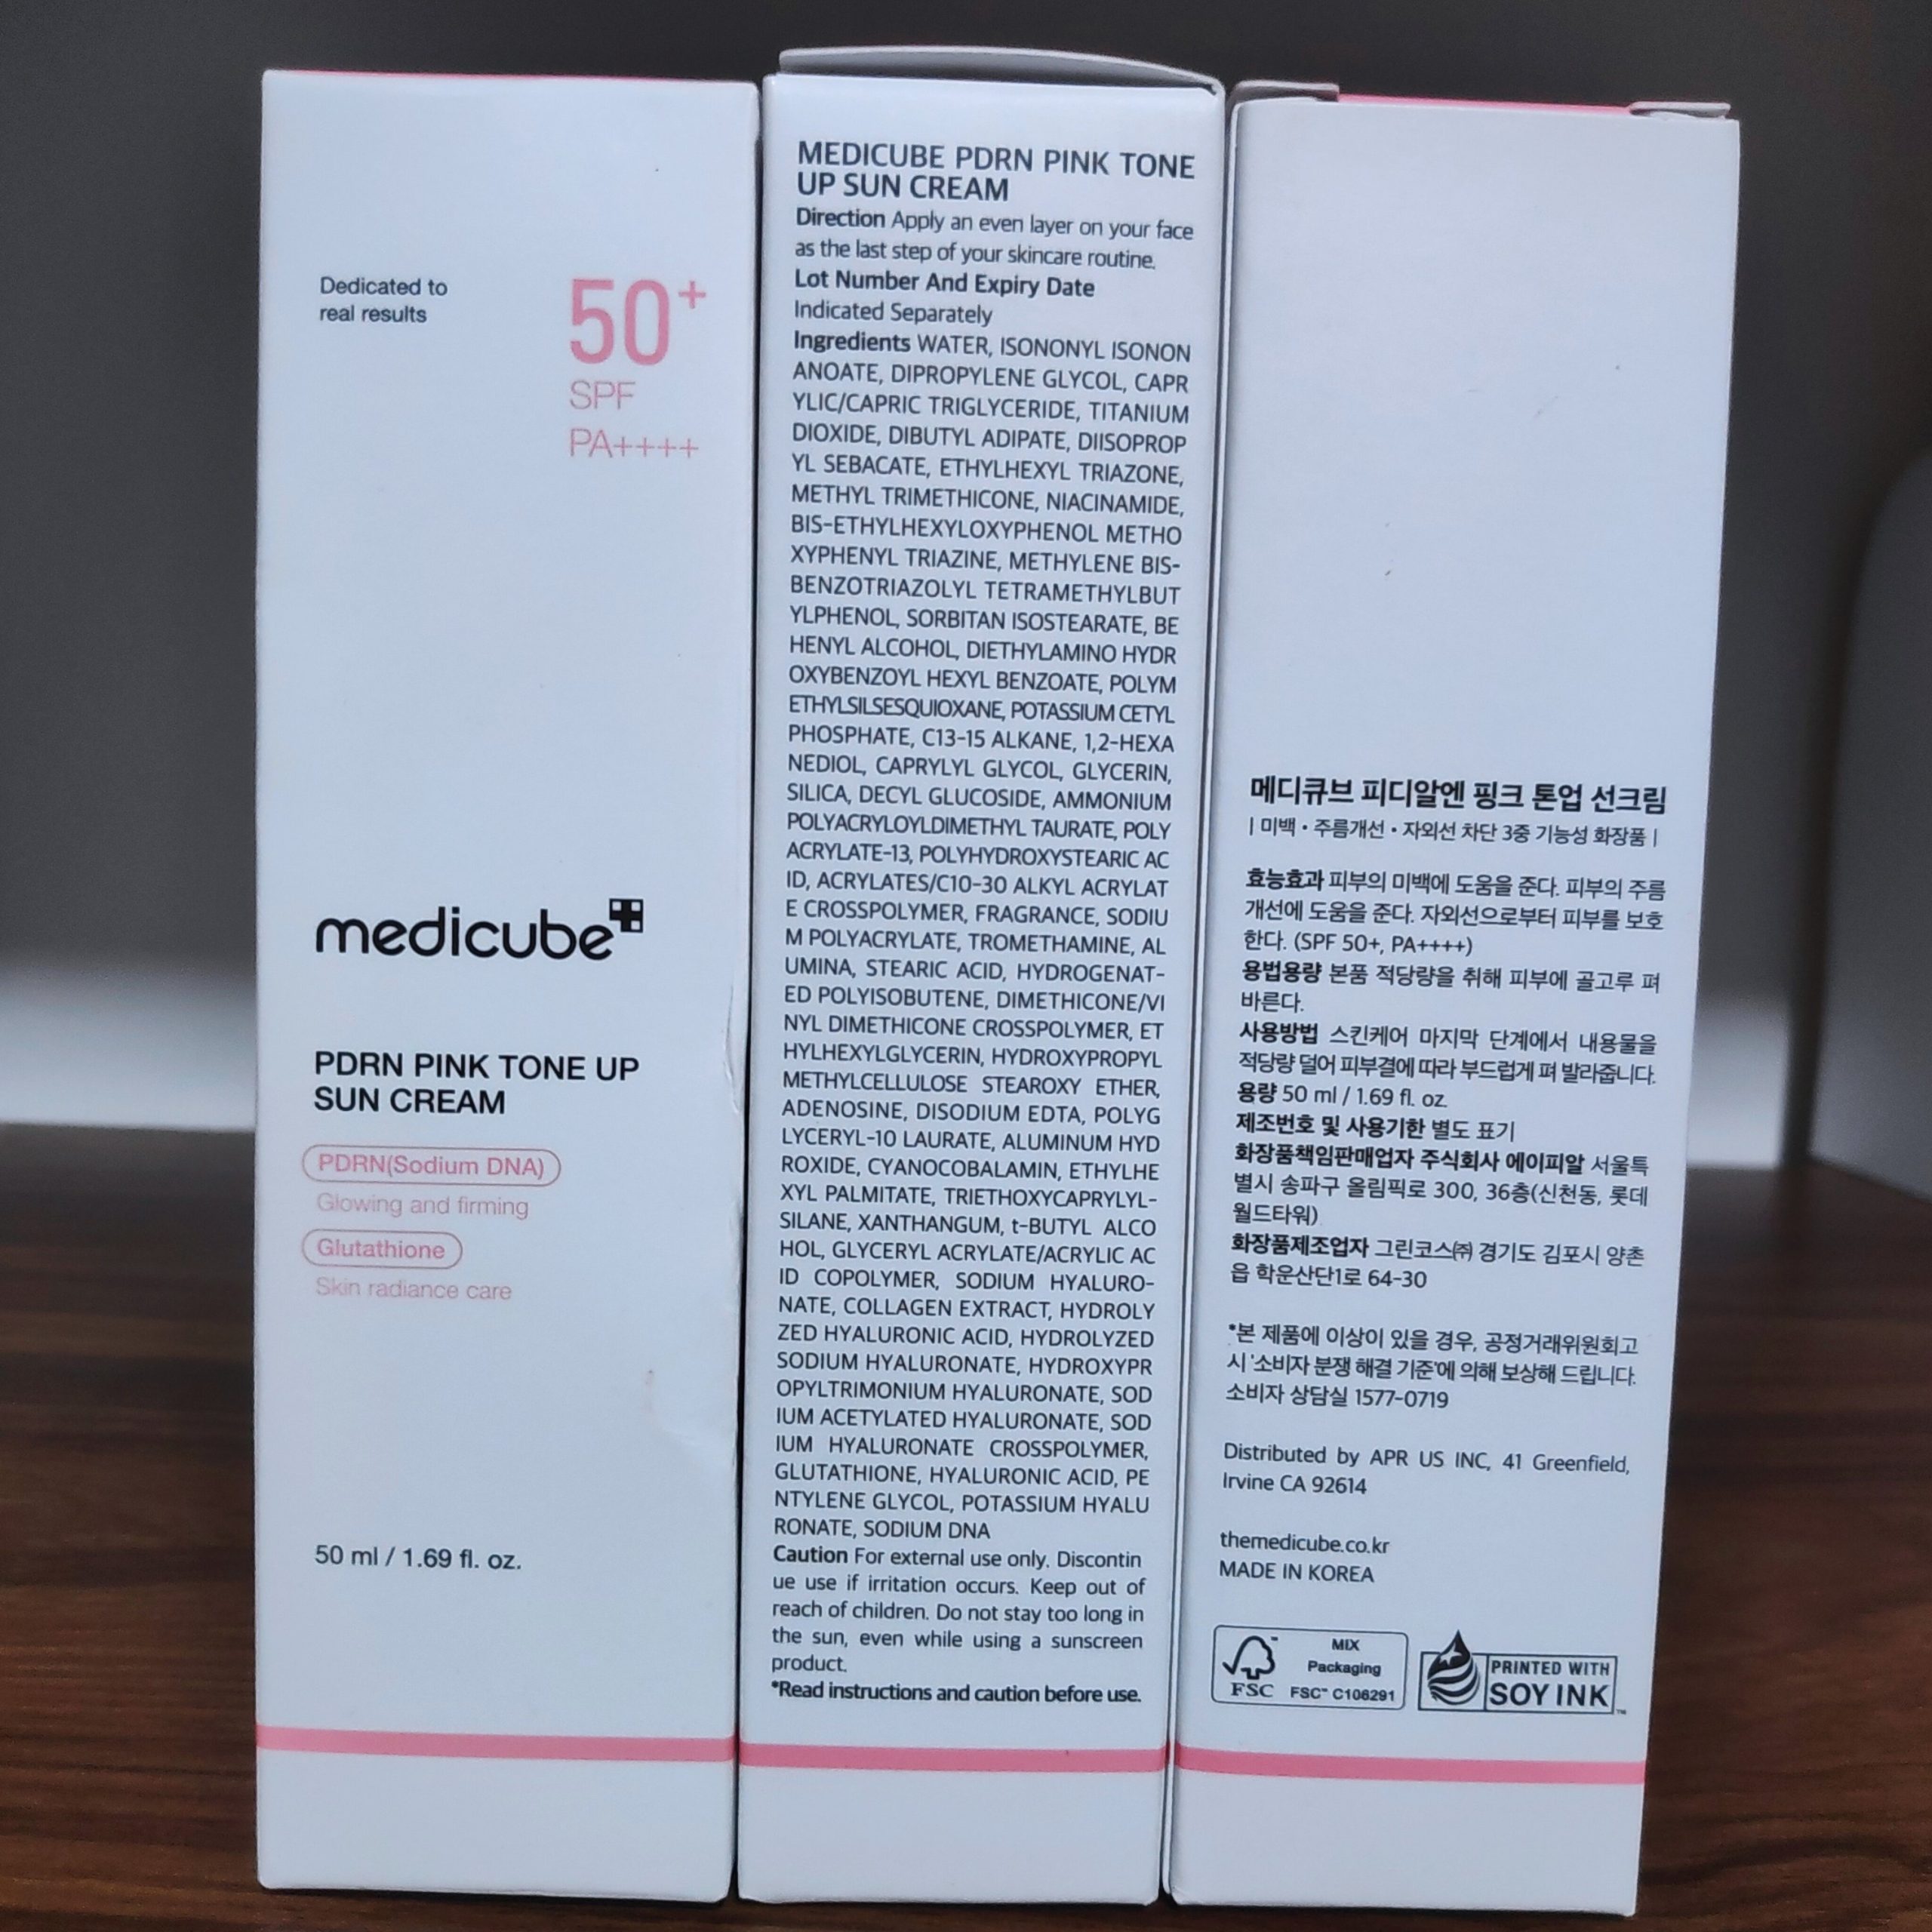 Dedicated to
real results
50+
SPF
PA++++
medicube
PDRN PINK TONE UP
SUN CREAM
PDRN(Sodium DNA)
Glowing and firming
Glutathione
Skin radiance care
50 ml / 1.69 fl. oz.
MEDICUBE PDRN PINK TONE
UP SUN CREAM
Direction Apply an even layer on your face
as the last step of your skincare routine.
Lot Number And Expiry Date
Indicated Separately
Ingredients WATER, ISONONYL ISONON
ANOATE, DIPROPYLENE GLYCOL, CAPR
YLIC/CAPRIC TRIGLYCERIDE, TITANIUM
DIOXIDE, DIBUTYL ADIPATE, DIISOPROP
YL SEBACATE, ETHYLHEXYL TRIAZONE,
METHYL TRIMETHICONE, NIACINAMIDE,
BIS-ETHYLHEXYLOXYPHENOL METHO
XYPHENYL TRIAZINE, METHYLENE BIS-
BENZOTRIAZOLYL TETRAMETHYLBUT
YLPHENOL, SORBITAN ISOSTEARATE, BE
HENYL ALCOHOL, DIETHYLAMINO HYDR
OXYBENZOYL HEXYL BENZOATE, POLYM
ETHYLSILSESQUIOXANE, POTASSIUM CETYL
PHOSPHATE, C13-15 ALKANE, 1,2-HEXA
NEDIOL, CAPRYLYL GLYCOL, GLYCERIN,
SILICA, DECYL GLUCOSIDE, AMMONIUM
POLYACRYLOYLDIMETHYL TAURATE, POLY
ACRYLATE-13, POLYHYDROXYSTEARIC AC
ID, ACRYLATES/C10-30 ALKYL ACRYLAT
E CROSSPOLYMER, FRAGRANCE, SODIU
M POLYACRYLATE, TROMETHAMINE, AL
UMINA, STEARIC ACID, HYDROGENAT-
ED POLYISOBUTENE, DIMETHICONE/VI
NYL DIMETHICONE CROSSPOLYMER, ET
HYLHEXYLGLYCERIN, HYDROXYPROPYL
METHYLCELLULOSE STEAROXY ETHER,
ADENOSINE, DISODIUM EDTA, POLYG
LYCERYL-10 LAURATE, ALUMINUM HYD
ROXIDE, CYANOCOBALAMIN, ETHYLHE
XYL PALMITATE, TRIETHOXYCAPRYLYL-
SILANE, XANTHANGUM, t-BUTYL ALCO
HOL, GLYCERYL ACRYLATE/ACRYLIC AC
ID COPOLYMER, SODIUM HYALURO-
NATE, COLLAGEN EXTRACT, HYDROLY
ZED HYALURONIC ACID, HYDROLYZED
SODIUM HYALURONATE, HYDROXYPR
OPYLTRIMONIUM HYALURONATE, SOD
IUM ACETYLATED HYALURONATE, SOD
IUM HYALURONATE CROSSPOLYMER,
GLUTATHIONE, HYALURONIC ACID, PE
NTYLENE GLYCOL, POTASSIUM HYALU
RONATE, SODIUM DNA
Caution For external use only. Discontin
ue use if irritation occurs. Keep out of
reach of children. Do not stay too long in
the sun, even while using a sunscreen
product.
*Read instructions and caution before use.
메디큐브 피디알엔 핑크 톤업 선크림
| 미백 • 주름개선 • 자외선 차단 3중 기능성 화장품 |
효능효과 피부의 미백에 도움을 준다. 피부의 주름
개선에 도움을 준다. 자외선으로부터 피부를 보호
한다. (SPF 50+, PA++++)
용법용량 본품 적당량을 취해 피부에 골고루 펴
바른다.
사용방법 스킨케어 마지막 단계에서 내용물을
적당량 덜어 피부결에 따라 부드럽게 펴 발라줍니다.
용량 50 ml / 1.69 fl. oz.
제조번호 및 사용기한 별도 표기
화장품책임판매업자 주식회사 에이피알 서울특
별시 송파구 올림픽로 300, 36층(신천동, 롯데
월드타워)
화장품제조업자 그린코스㈜ 경기도 김포시 양촌
읍 학운산단1로 64-30
*본 제품에 이상이 있을 경우, 공정거래위원회고
시 '소비자 분쟁 해결 기준'에 의해 보상해 드립니다.
소비자 상담실 1577-0719
Distributed by APR US INC, 41 Greenfield,
Irvine CA 92614
themedicube.co.kr
MADE IN KOREA
FSC™
MIX
Packaging
FSC™ C106291
PRINTED WITH
SOY INK™